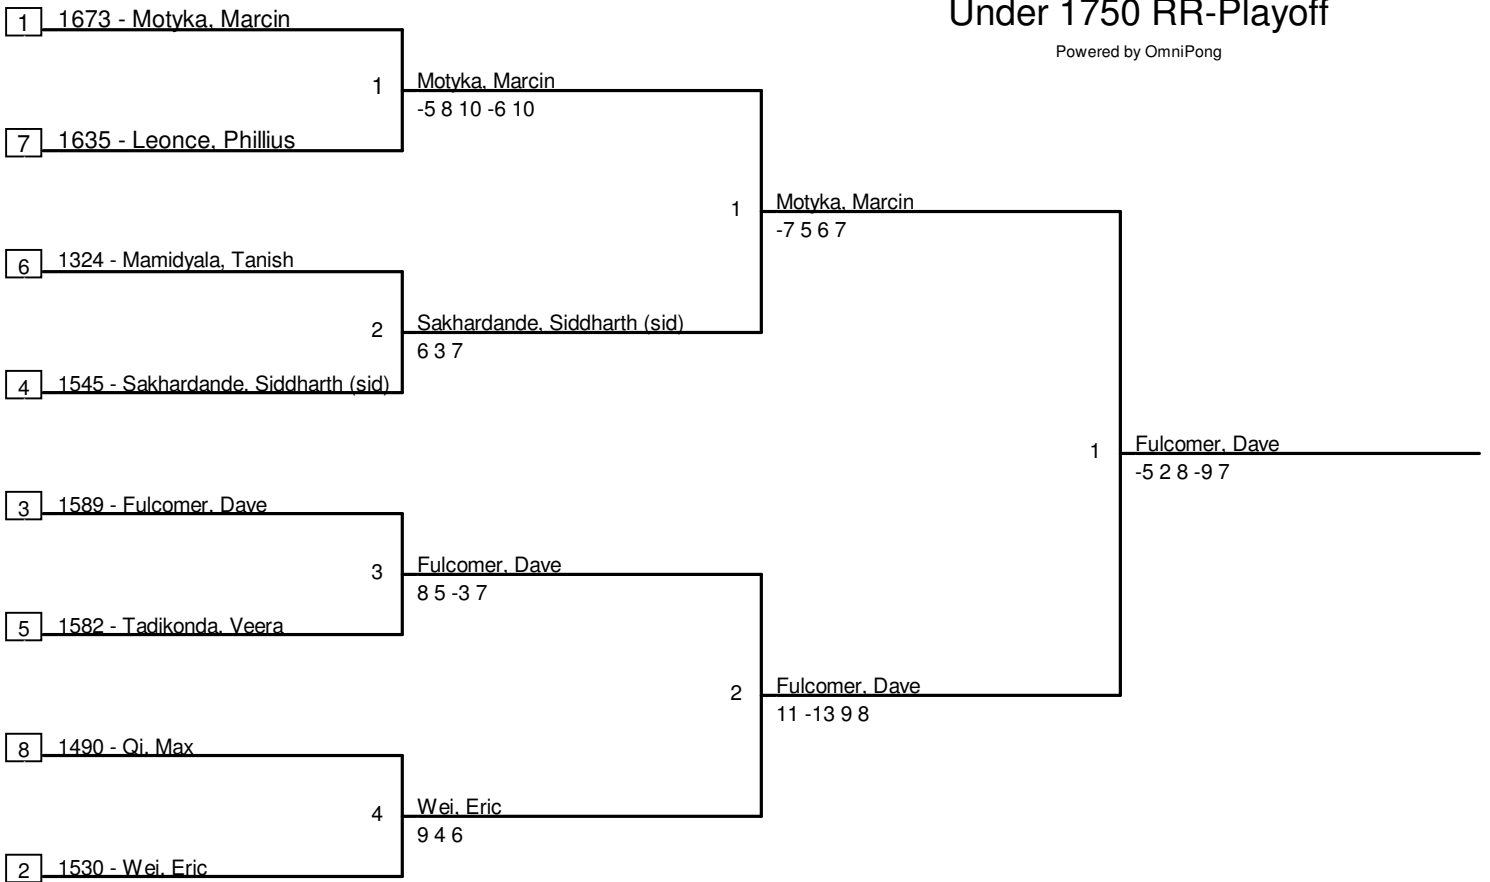 Under 1750 RR-Playoff
Powered by OmniPong
1 1673 - Motyka, Marcin
1 Motyka, Marcin
-5 8 10 -6 10
7 1635 - Leonce, Phillius
1 Motyka, Marcin
-7 5 6 7
6 1324 - Mamidyala, Tanish
2 Sakhardande, Siddharth (sid)
6 3 7
4 1545 - Sakhardande, Siddharth (sid)
1 Fulcomer, Dave
-5 2 8 -9 7
3 1589 - Fulcomer, Dave
3 Fulcomer, Dave
8 5 -3 7
5 1582 - Tadikonda, Veera
2 Fulcomer, Dave
11 -13 9 8
8 1490 - Qi, Max
4 Wei, Eric
9 4 6
2 1530 - Wei, Eric